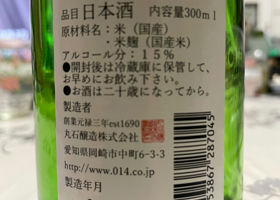 品目 日本酒 内容量300ml
原材料名：米（国産）
・米麹（国産米）
アルコール分：15％
●開封後は冷蔵庫に保管して、
お早めにお飲み下さい。
●お酒は二十歳になってから。
製造者
創業元禄三年est1690
丸石醸造株式会社
愛知県岡崎市中町6-3-3
http://www.014.co.jp
製造年月
53867"287045